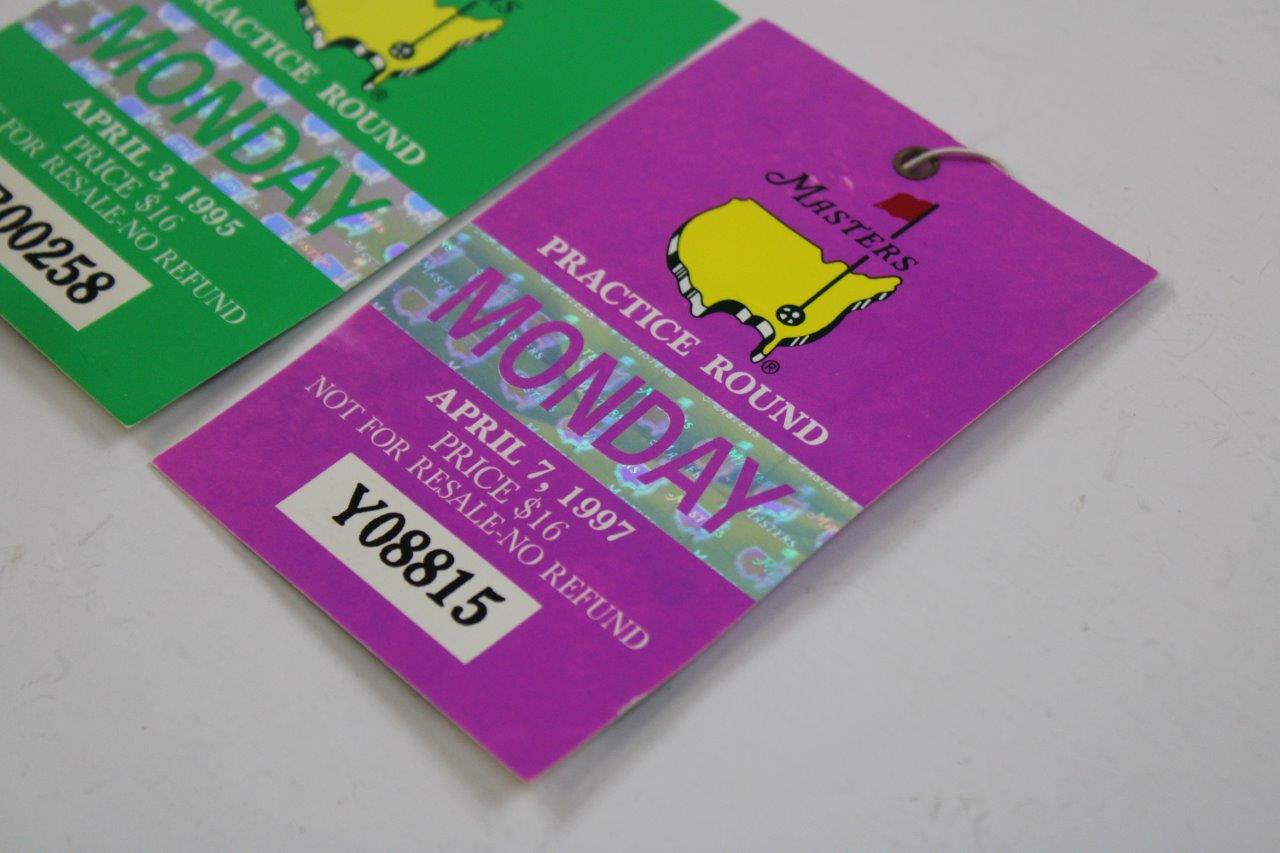 PRACTICE ROUND
MONDAY
APRIL 3, 1995
PRICE $16
FOR RESALE-NO REFUND
00258
MASTERS
®
PRACTICE ROUND
MONDAY
APRIL 7, 1997
PRICE $16
NOT FOR RESALE-NO REFUND
Y08815